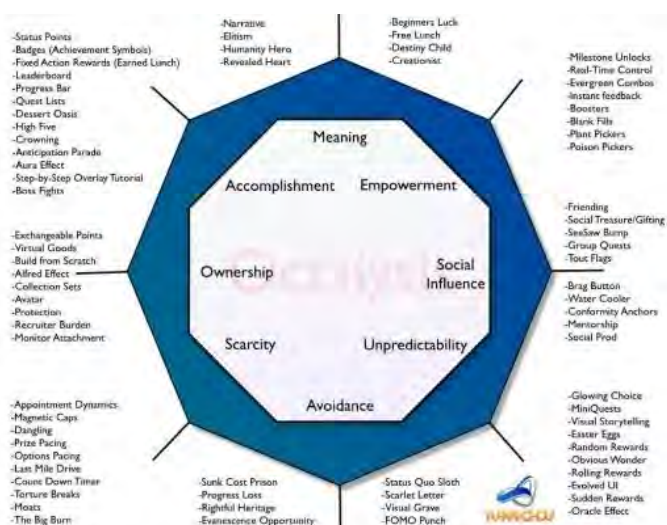 -Narrative
-Elitism
-Humanity Hero
-Revealed Heart
-Beginners Luck
-Free Lunch
-Destiny Child
-Creationist
-Status Points
-Badges (Achievement Symbols)
-Fixed Action Rewards (Earned Lunch)
-Leaderboard
-Progress Bar
-Quest Lists
-Dessert Oasis
-High Five
-Crowning
-Anticipation Parade
-Aura Effect
-Step-by-Step Overlay Tutorial
-Boss Fights
-Milestone Unlocks
-Real-Time Control
-Evergreen Combos
-Instant feedback
-Boosters
-Blank Fills
-Plant Pickers
-Poison Pickers
Meaning
Accomplishment
Empowerment
Ownership
Octalysis
Social
Influence
Scarcity
Unpredictability
Avoidance
-Exchangeable Points
-Virtual Goods
-Build from Scratch
-Alfred Effect
-Collection Sets
-Avatar
-Protection
-Recruiter Burden
-Monitor Attachment
-Friending
-Social Treasure/Gifting
-SeeSaw Bump
-Group Quests
-Tout Flags
-Brag Button
-Water Cooler
-Conformity Anchors
-Mentorship
-Social Prod
-Appointment Dynamics
-Magnetic Caps
-Dangling
-Prize Pacing
-Options Pacing
-Last Mile Drive
-Count Down Timer
-Torture Breaks
-Moats
-The Big Burn
-Sunk Cost Prison
-Progress Loss
-Rightful Heritage
-Evanescence Opportunity
-Status Quo Sloth
-Scarlet Letter
-Visual Grave
-FOMO Punch
-Glowing Choice
-MiniQuests
-Visual Storytelling
-Easter Eggs
-Random Rewards
-Obvious Wonder
-Rolling Rewards
-Evolved UI
-Sudden Rewards
-Oracle Effect